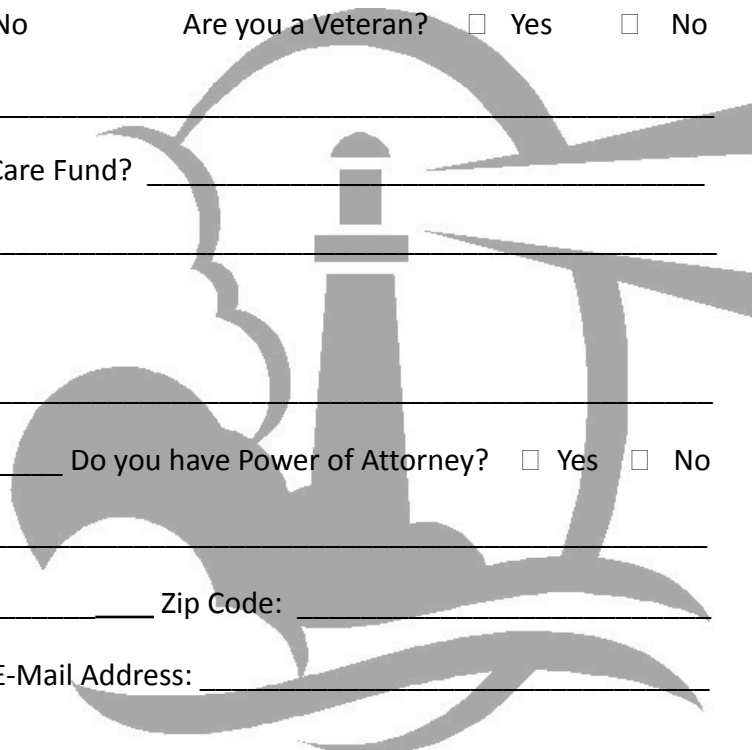 No Are you a Veteran? ☐ Yes ☐ No
Care Fund?
Do you have Power of Attorney? ☐ Yes ☐ No
Zip Code:
E-Mail Address: